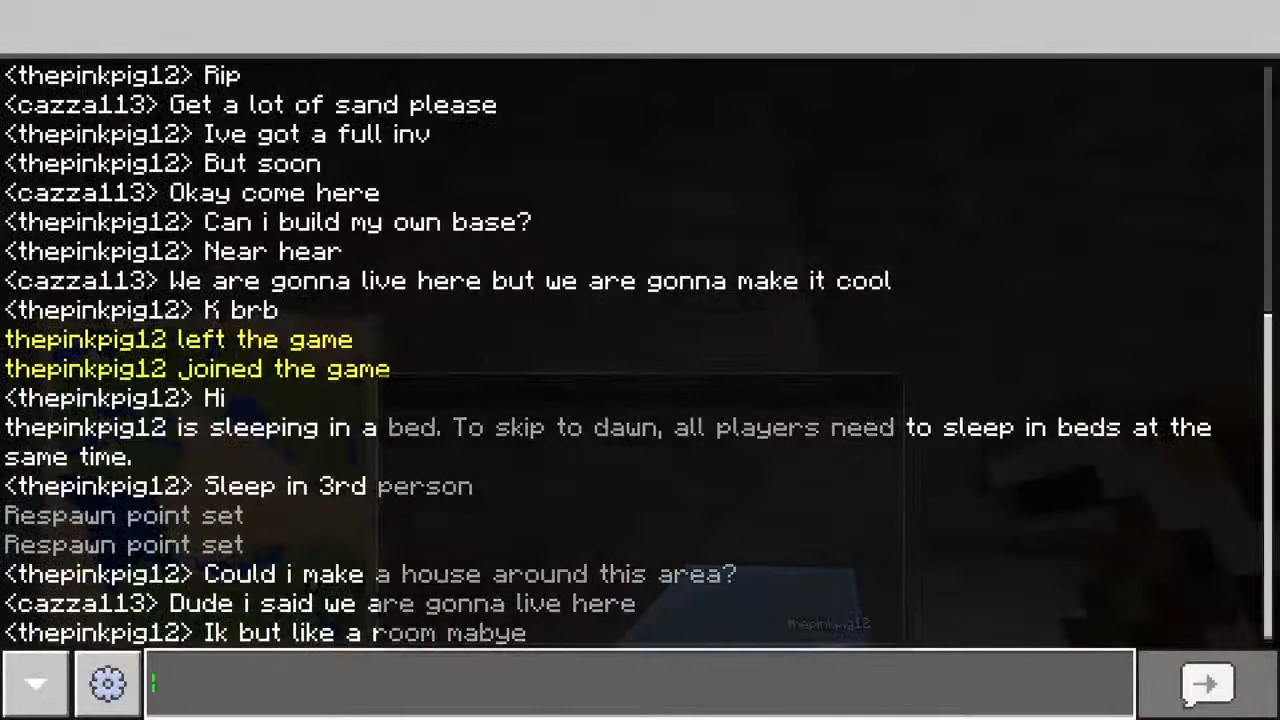 <thepinkpig12> Rip
<cazza113> Get a lot of sand please
<thepinkpig12> Ive got a full inv
<thepinkpig12> But soon
<cazza113> Okay come here
<thepinkpig12> Can i build my own base?
<thepinkpig12> Near hear
<cazza113> We are gonna live here but we are gonna make it cool
<thepinkpig12> K brb
thepinkpig12 left the game
thepinkpig12 joined the game
<thepinkpig12> Hi
thepinkpig12 is sleeping in a bed. To skip to dawn, all players need to sleep in beds at the
same time.
<thepinkpig12> Sleep in 3rd person
Respawn point set
Respawn point set
<thepinkpig12> Could i make a house around this area?
<cazza113> Dude i said we are gonna live here
thepinkpig12
<thepinkpig12> Ik but like a room mabye